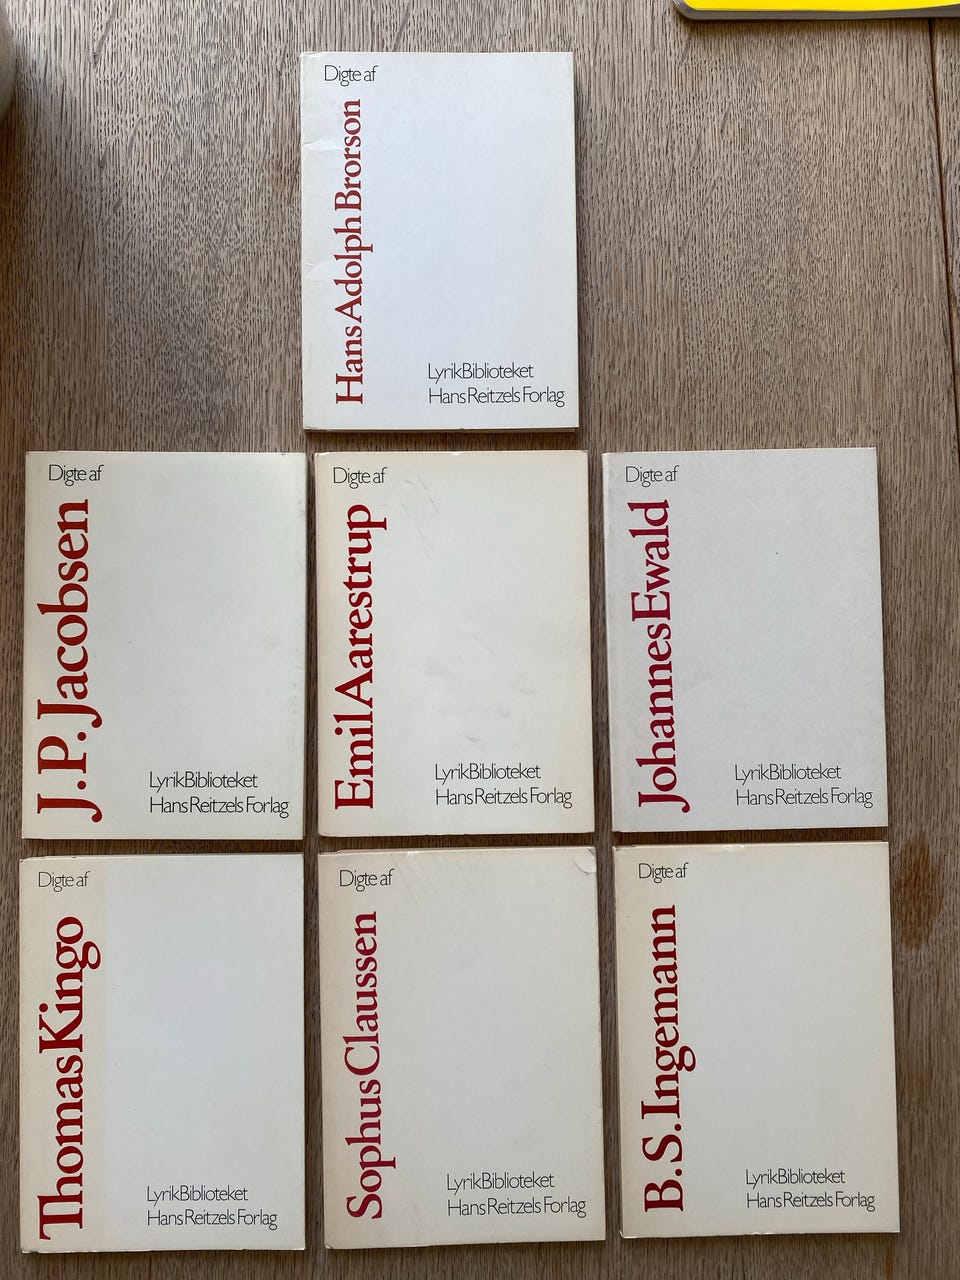 Digte af
Hans Adolph Brorson
LyrikBiblioteket
Hans Reitzels Forlag
Digte af
J. P. Jacobsen
LyrikBiblioteket
Hans Reitzels Forlag
Digte af
Emil Aarestrup
LyrikBiblioteket
Hans Reitzels Forlag
Digte af
Johannes Ewald
LyrikBiblioteket
Hans Reitzels Forlag
Digte af
Thomas Kingo
LyrikBiblioteket
Hans Reitzels Forlag
Digte af
Sophus Claussen
LyrikBiblioteket
Hans Reitzels Forlag
Digte af
B. S. Ingemann
LyrikBiblioteket
Hans Reitzels Forlag